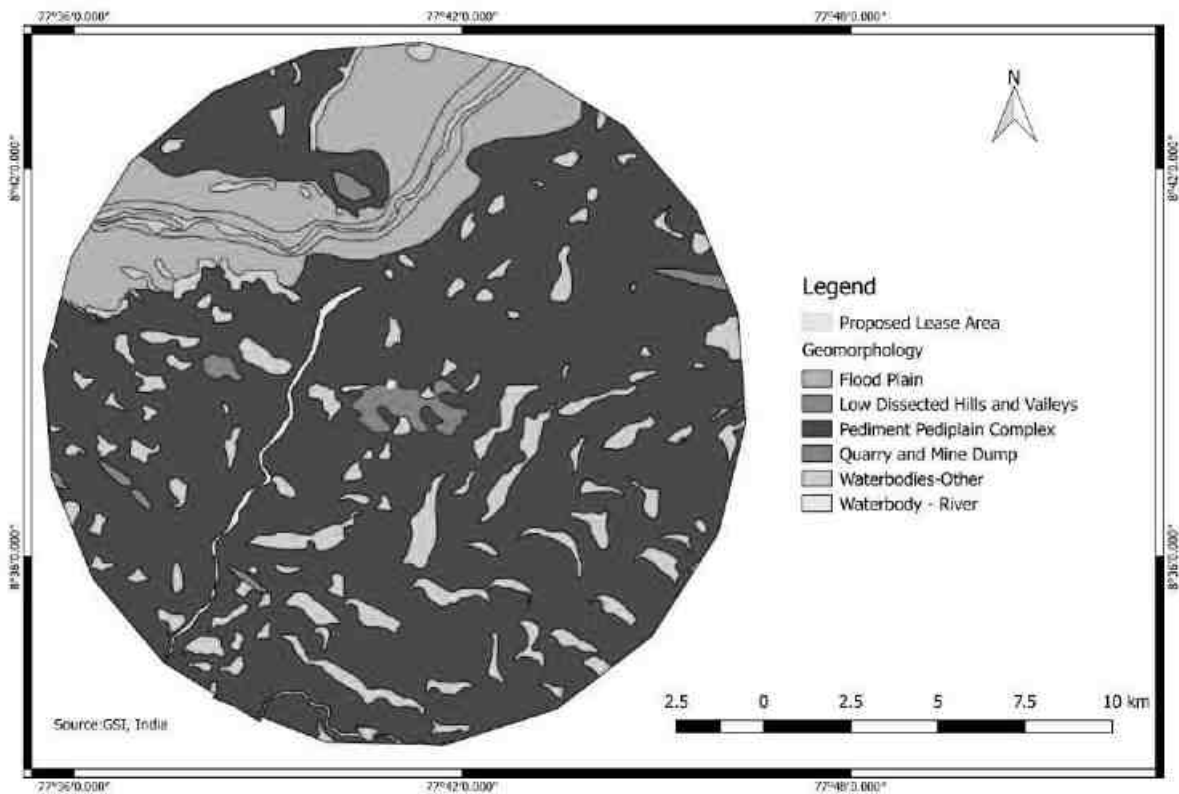 77°36'0.000" 77°42'0.000" 77°48'0.000"
N
8°42'0.000" 8°42'0.000"
Legend
Proposed Lease Area
Geomorphology
Flood Plain
Low Dissected Hills and Valleys
Pediment Pediplain Complex
Quarry and Mine Dump
Waterbodies-Other
Waterbody - River
8°36'0.000" 8°36'0.000"
2.5 0 2.5 5 7.5 10 km
Source:GSI, India
77°36'0.000" 77°42'0.000" 77°48'0.000"